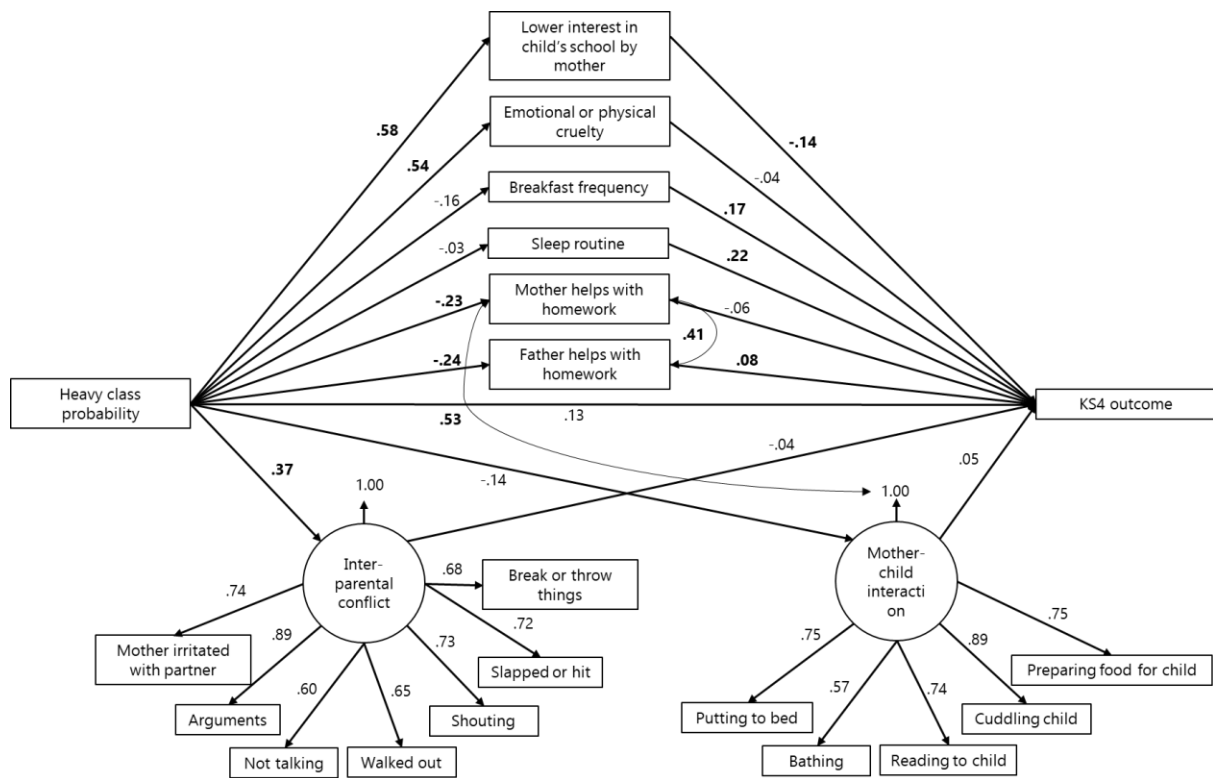 Lower interest in
child's school by
mother
Emotional or physical
cruelty
Breakfast frequency
Sleep routine
Mother helps with
homework
Father helps with
homework
Heavy class
probability
KS4 outcome
.58
.54
-.16
-.03
-.23
-.24
-.14
-.04
.17
.22
-.06
.41
.08
.53
.13
-.04
.37
-.14
.05
1.00
1.00
Inter-
parental
conflict
Mother-
child
interacti
on
.74
.89
.60
.65
.73
.72
.68
Mother irritated
with partner
Arguments
Not talking
Walked out
Shouting
Slapped or hit
Break or throw
things
.75
.57
.74
.89
.75
Putting to bed
Bathing
Reading to child
Cuddling child
Preparing food for child